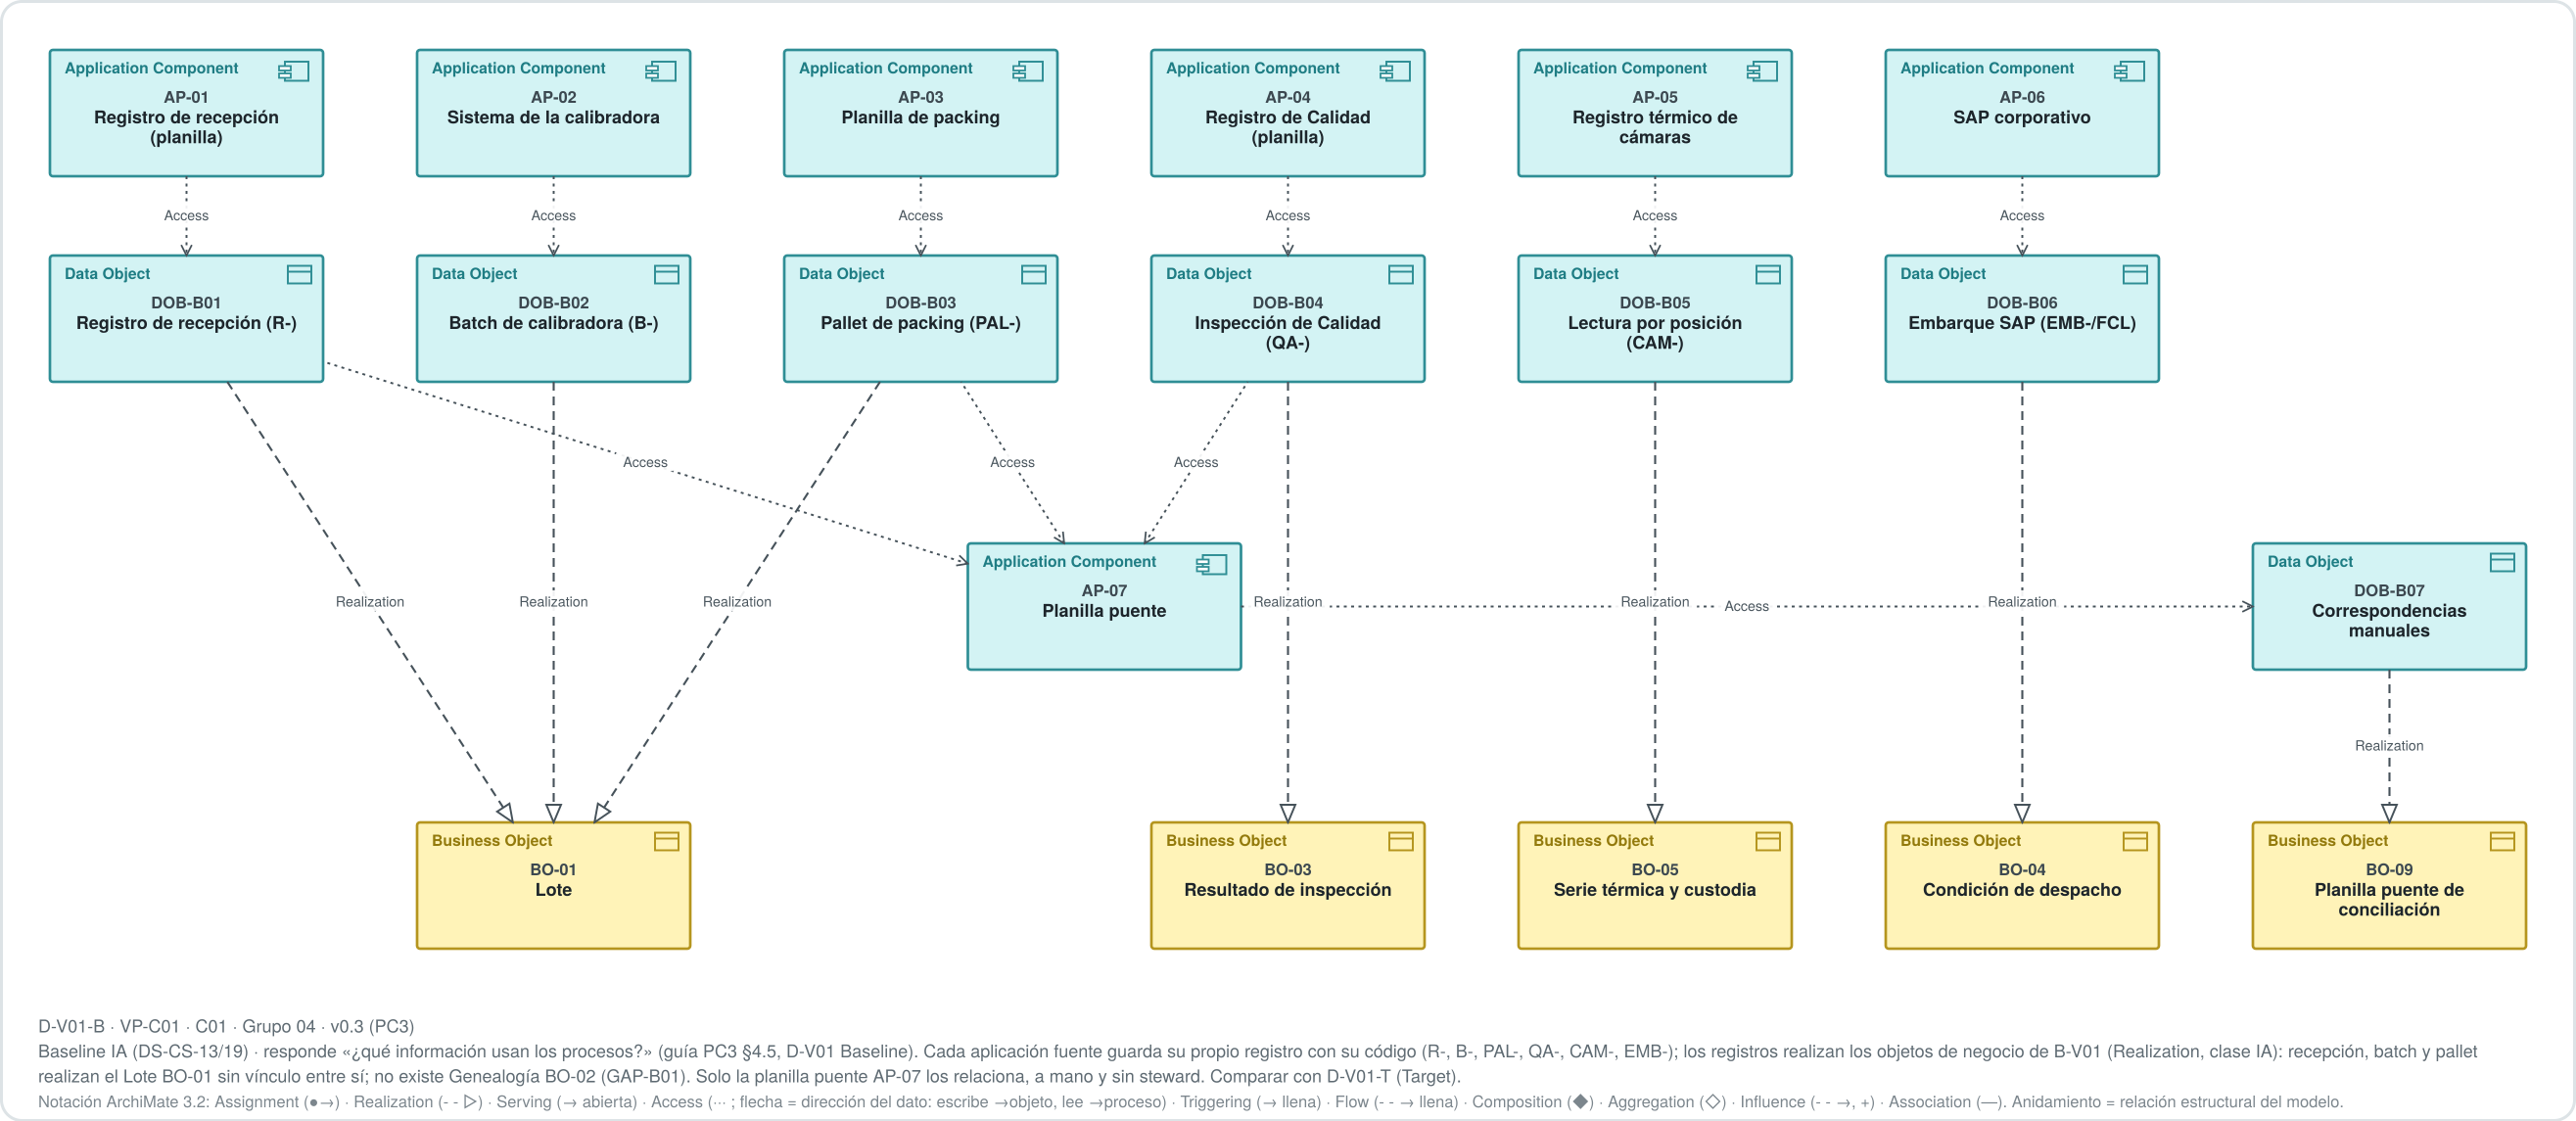 Application Component
AP-01
Registro de recepción
(planilla)
Application Component
AP-02
Sistema de la calibradora
Application Component
AP-03
Planilla de packing
Application Component
AP-04
Registro de Calidad
(planilla)
Application Component
AP-05
Registro térmico de
cámaras
Application Component
AP-06
SAP corporativo
Access
Access
Access
Access
Access
Access
Data Object
DOB-B01
Registro de recepción (R-)
Data Object
DOB-B02
Batch de calibradora (B-)
Data Object
DOB-B03
Pallet de packing (PAL-)
Data Object
DOB-B04
Inspección de Calidad
(QA-)
Data Object
DOB-B05
Lectura por posición
(CAM-)
Data Object
DOB-B06
Embarque SAP (EMB-/FCL)
Access
Access
Access
Application Component
AP-07
Planilla puente
Data Object
DOB-B07
Correspondencias
manuales
Realization
Realization
Realization
Realization
Realization
Access
Realization
Realization
Business Object
BO-01
Lote
Business Object
BO-03
Resultado de inspección
Business Object
BO-05
Serie térmica y custodia
Business Object
BO-04
Condición de despacho
Business Object
BO-09
Planilla puente de
conciliación
D-V01-B · VP-C01 · C01 · Grupo 04 · v0.3 (PC3)
Baseline IA (DS-CS-13/19) · responde «¿qué información usan los procesos?» (guía PC3 §4.5, D-V01 Baseline). Cada aplicación fuente guarda su propio registro con su código (R-, B-, PAL-, QA-, CAM-, EMB-); los registros realizan los objetos de negocio de B-V01 (Realization, clase IA): recepción, batch y pallet
realizan el Lote BO-01 sin vínculo entre sí; no existe Genealogía BO-02 (GAP-B01). Solo la planilla puente AP-07 los relaciona, a mano y sin steward. Comparar con D-V01-T (Target).
Notación ArchiMate 3.2: Assignment (●→) · Realization (- - ▷) · Serving (→ abierta) · Access (··· ; flecha = dirección del dato: escribe →objeto, lee →proceso) · Triggering (→ llena) · Flow (- - → llena) · Composition (◆) · Aggregation (◇) · Influence (- - →, +) · Association (—). Anidamiento = relación estructural del modelo.